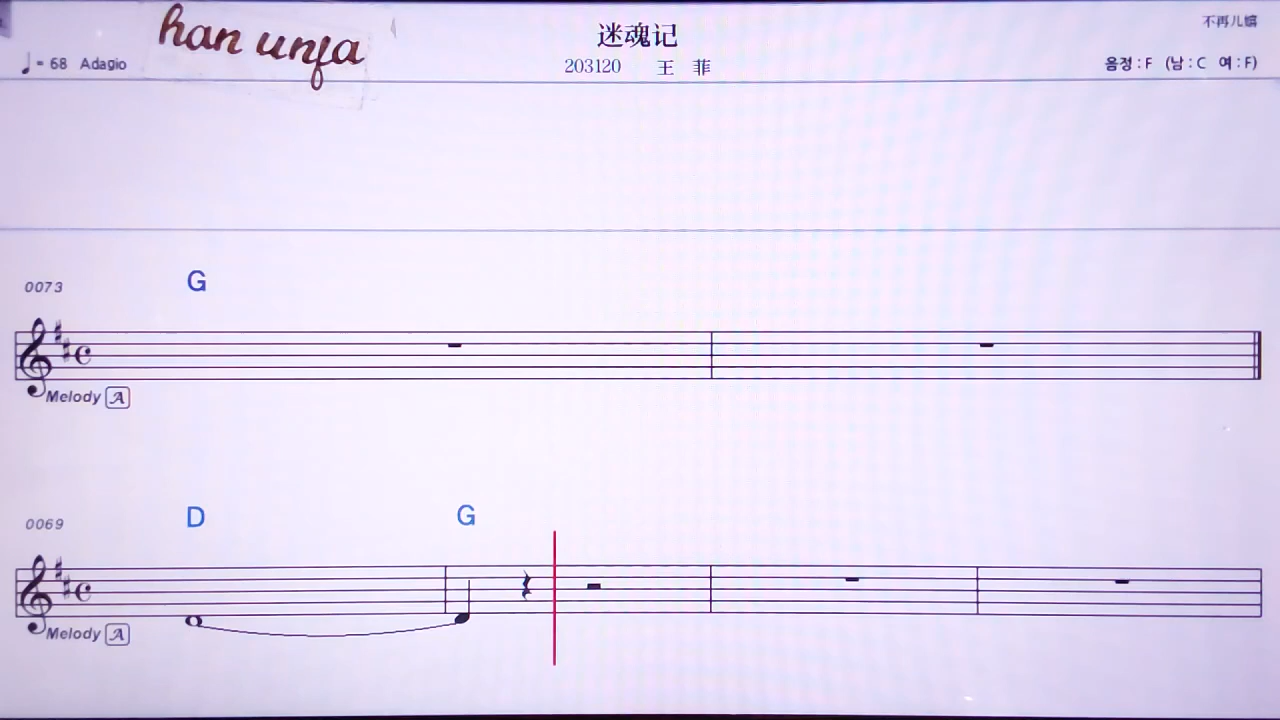 han unfa
迷魂记
不再儿嬉
♩= 68 Adagio
203120 王 菲
음정 : F (남 : C 여 : F)
0073
G
Melody A
0069
D G
Melody A